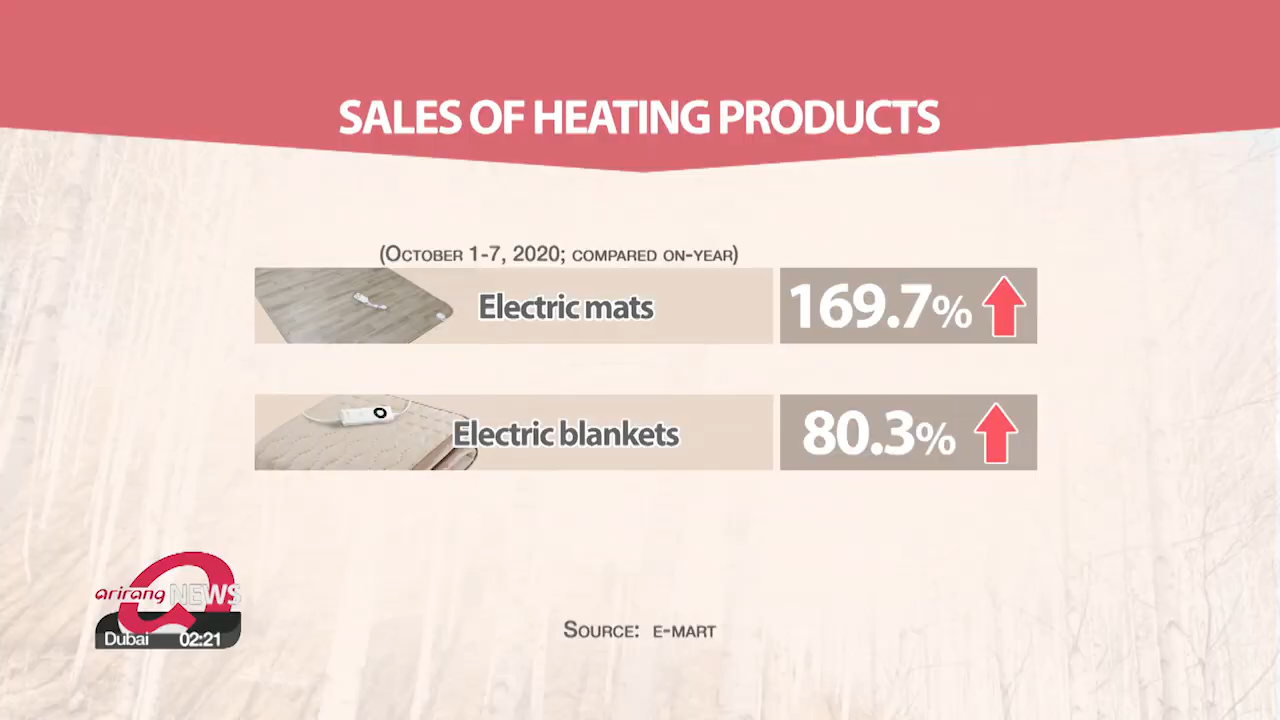 SALES OF HEATING PRODUCTS
(October 1-7, 2020; compared on-year)
Electric mats 169.7%
Electric blankets 80.3%
arirang NEWS
Dubai 02:21
Source: e-mart